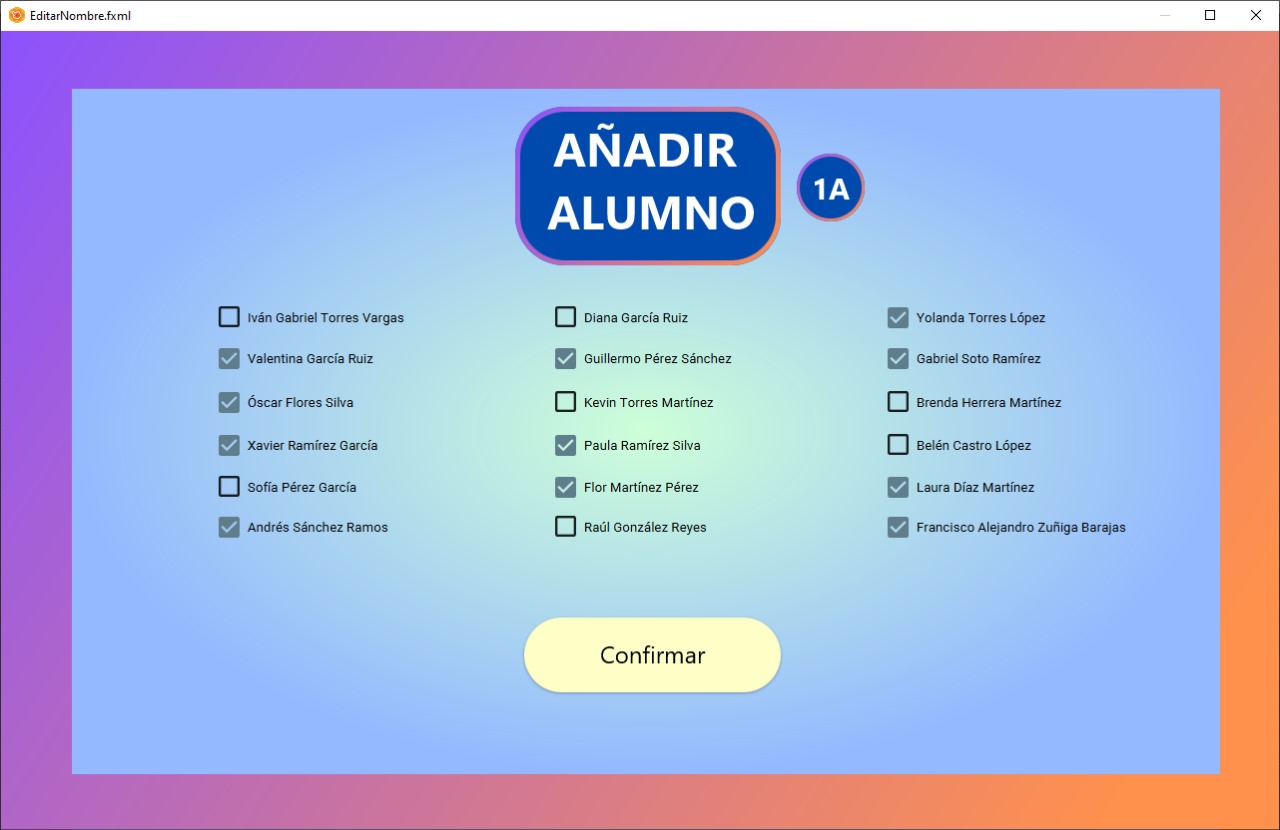 EditarNombre.fxml
AÑADIR
ALUMNO
1A
Iván Gabriel Torres Vargas
Diana García Ruiz
Yolanda Torres López
Valentina García Ruiz
Guillermo Pérez Sánchez
Gabriel Soto Ramírez
Óscar Flores Silva
Kevin Torres Martínez
Brenda Herrera Martínez
Xavier Ramírez García
Paula Ramírez Silva
Belén Castro López
Sofía Pérez García
Flor Martínez Pérez
Laura Díaz Martínez
Andrés Sánchez Ramos
Raúl González Reyes
Francisco Alejandro Zuñiga Barajas
Confirmar